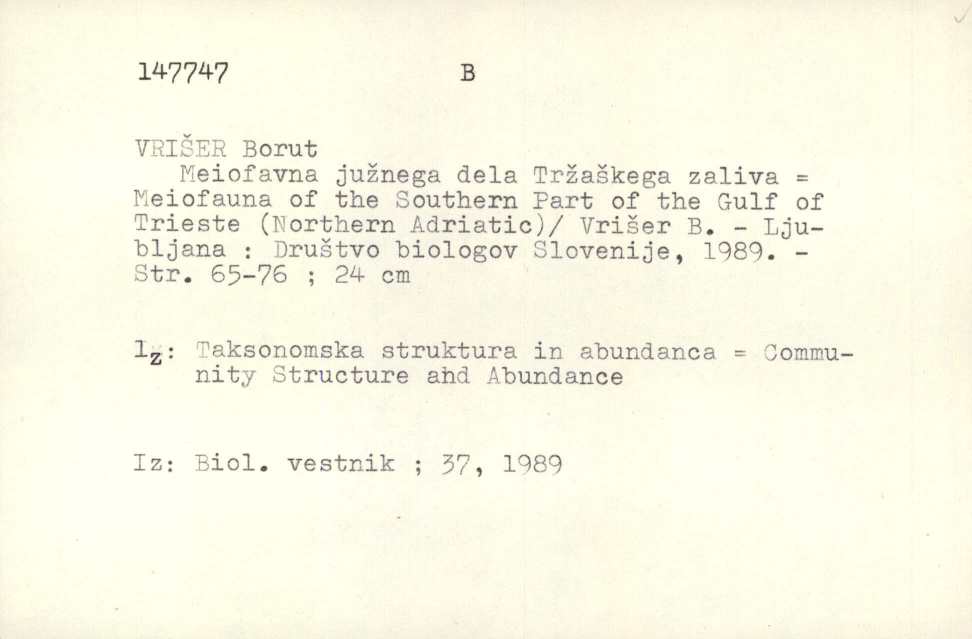 147747 B
VRIŠER Borut
Meiofavna južnega dela Tržaškega zaliva =
Meiofauna of the Southern Part of the Gulf of
Trieste (Northern Adriatic)/ Vrišer B. - Lju-
bljana : Društvo biologov Slovenije, 1989. -
Str. 65-76 ; 24 cm
Iz: Taksonomska struktura in abundanca = Commu-
nity Structure and Abundance
Iz: Biol. vestnik ; 37, 1989